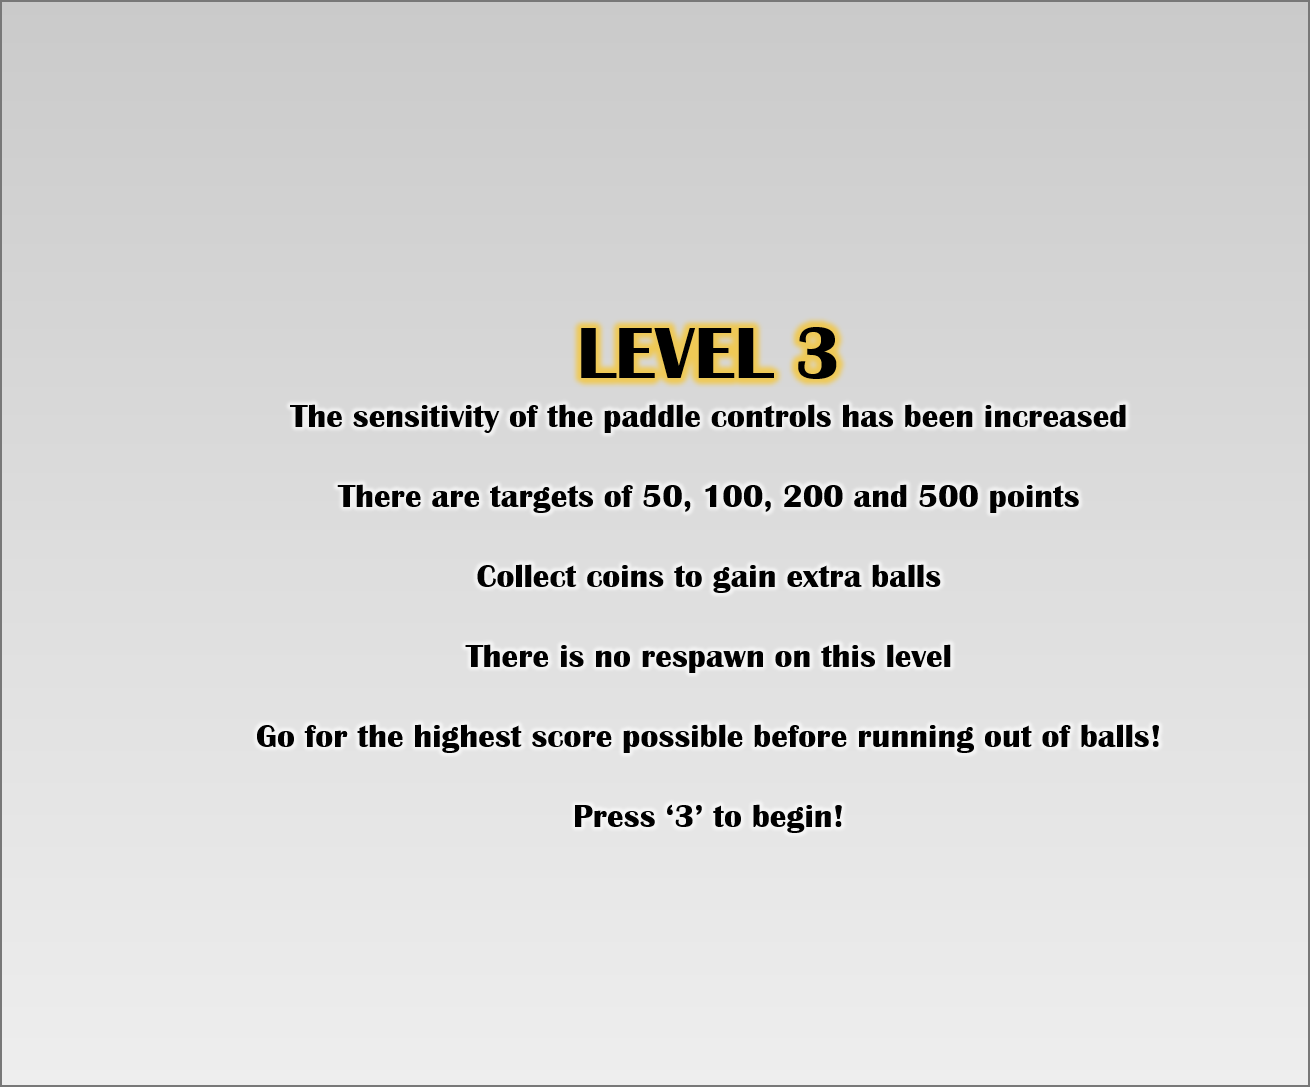 LEVEL 3
The sensitivity of the paddle controls has been increased
There are targets of 50, 100, 200 and 500 points
Collect coins to gain extra balls
There is no respawn on this level
Go for the highest score possible before running out of balls!
Press ‘3’ to begin!